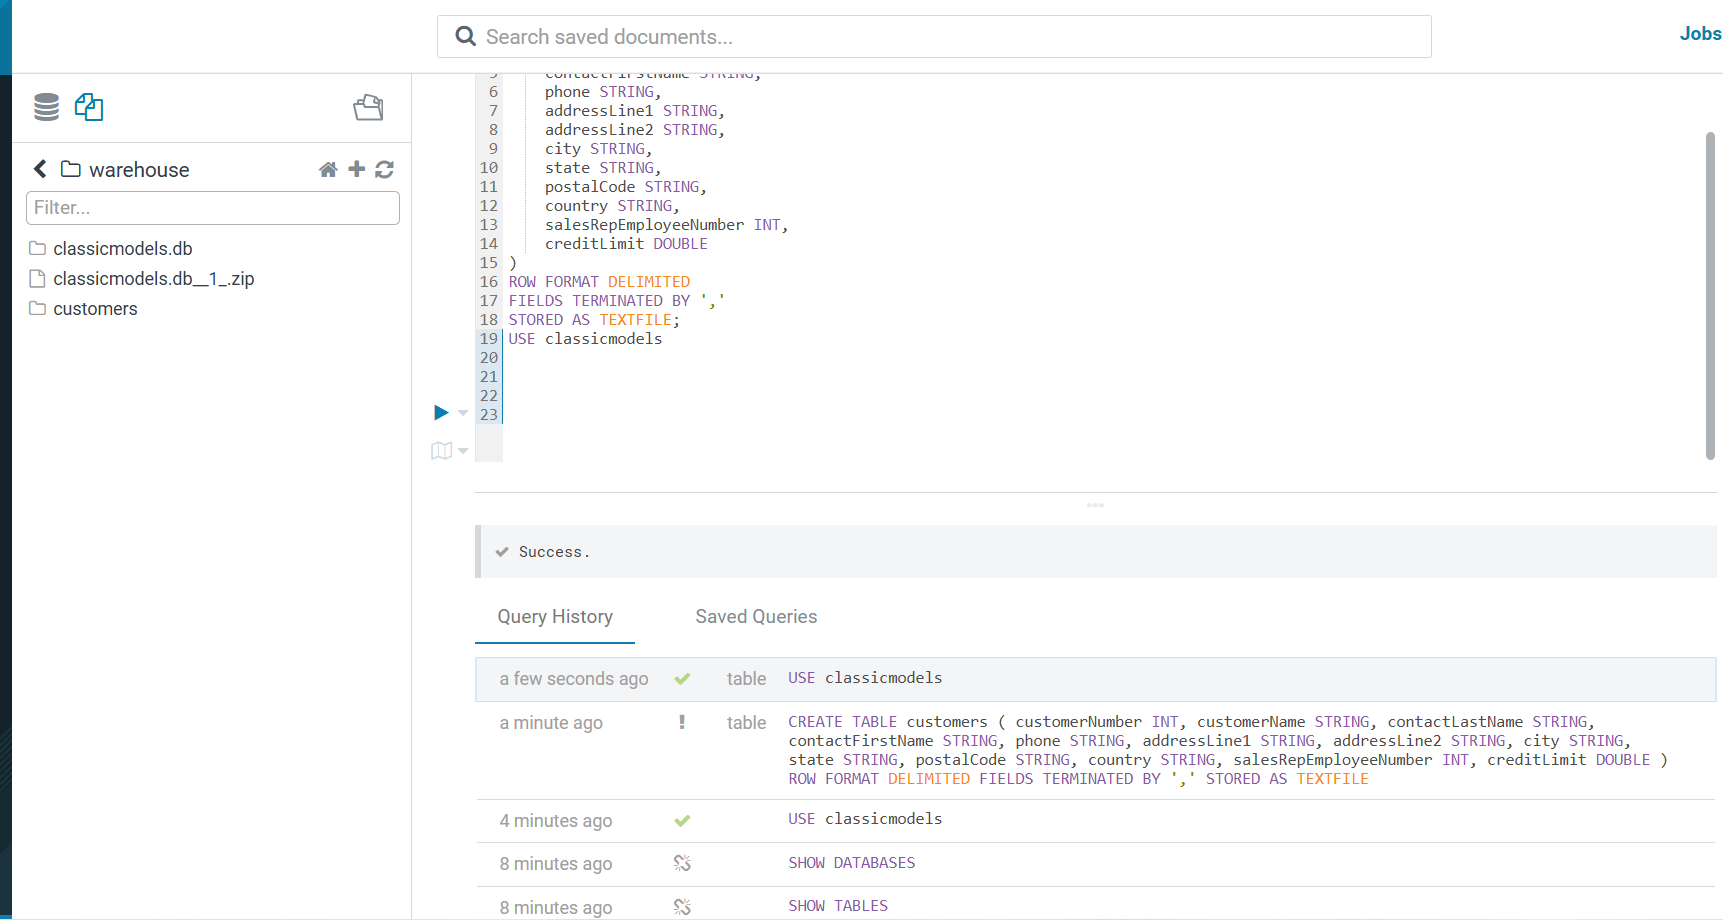 Search saved documents...
Jobs
warehouse
Filter...
classicmodels.db
classicmodels.db__1_.zip
customers
5 contactFirstName STRING,
6 phone STRING,
7 addressLine1 STRING,
8 addressLine2 STRING,
9 city STRING,
10 state STRING,
11 postalCode STRING,
12 country STRING,
13 salesRepEmployeeNumber INT,
14 creditLimit DOUBLE
15 )
16 ROW FORMAT DELIMITED
17 FIELDS TERMINATED BY ','
18 STORED AS TEXTFILE;
19 USE classicmodels
20
21
22
23
Success.
Query History Saved Queries
a few seconds ago table USE classicmodels
a minute ago ! table CREATE TABLE customers ( customerNumber INT, customerName STRING, contactLastName STRING,
contactFirstName STRING, phone STRING, addressLine1 STRING, addressLine2 STRING, city STRING,
state STRING, postalCode STRING, country STRING, salesRepEmployeeNumber INT, creditLimit DOUBLE )
ROW FORMAT DELIMITED FIELDS TERMINATED BY ',' STORED AS TEXTFILE
4 minutes ago USE classicmodels
8 minutes ago SHOW DATABASES
8 minutes ago SHOW TABLES